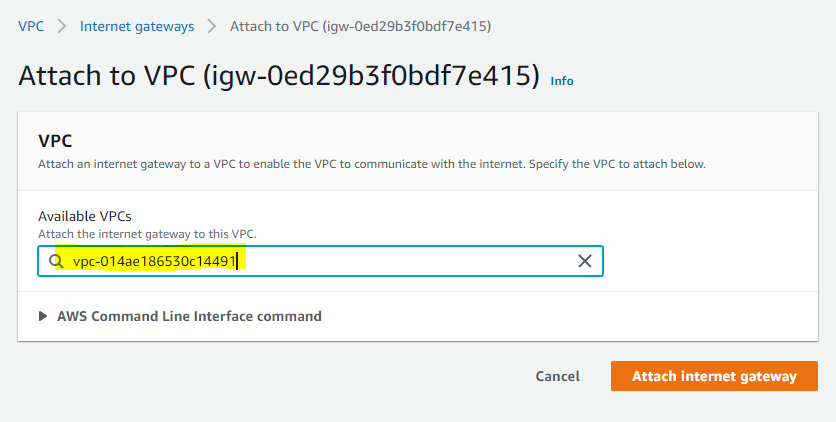 VPC > Internet gateways > Attach to VPC (igw-0ed29b3f0bdf7e415)
Attach to VPC (igw-0ed29b3f0bdf7e415) Info
VPC
Attach an internet gateway to a VPC to enable the VPC to communicate with the internet. Specify the VPC to attach below.
Available VPCs
Attach the internet gateway to this VPC.
vpc-014ae186530c14491
AWS Command Line Interface command
Cancel Attach internet gateway